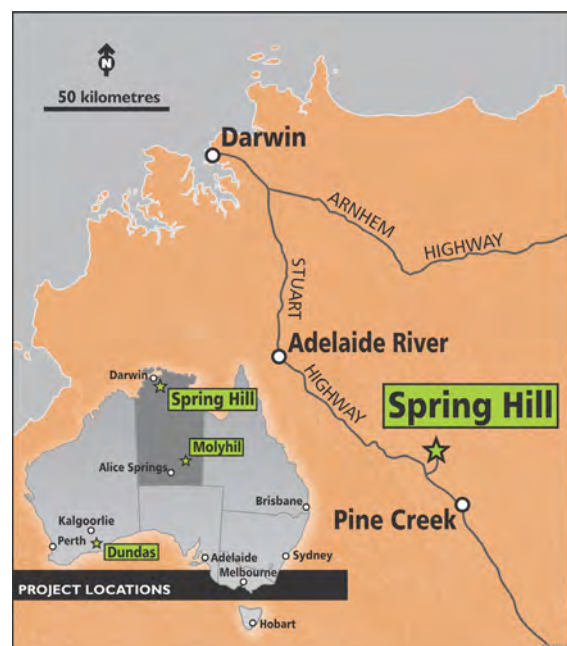 N
50 kilometres
Darwin
ARNHEM
HIGHWAY
STUART
Adelaide River
HIGHWAY
Spring Hill
Pine Creek
Darwin
Spring Hill
Molyhil
Alice Springs
Brisbane
Kalgoorlie
Perth
Dundas
Adelaide
Sydney
Melbourne
PROJECT LOCATIONS
Hobart